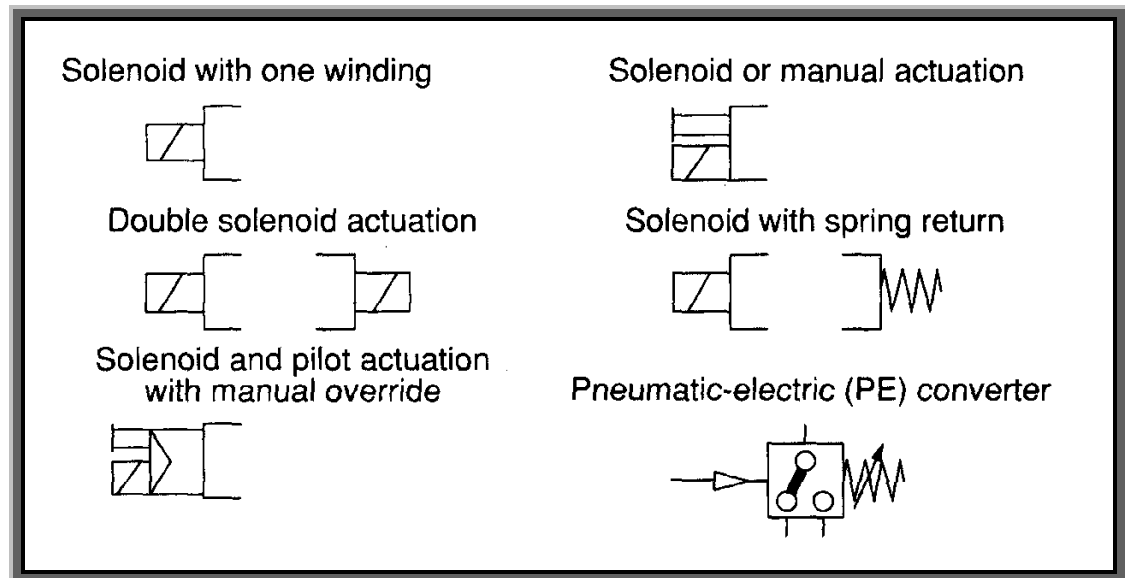 Solenoid with one winding
Solenoid or manual actuation
Double solenoid actuation
Solenoid with spring return
Solenoid and pilot actuation
with manual override
Pneumatic-electric (PE) converter